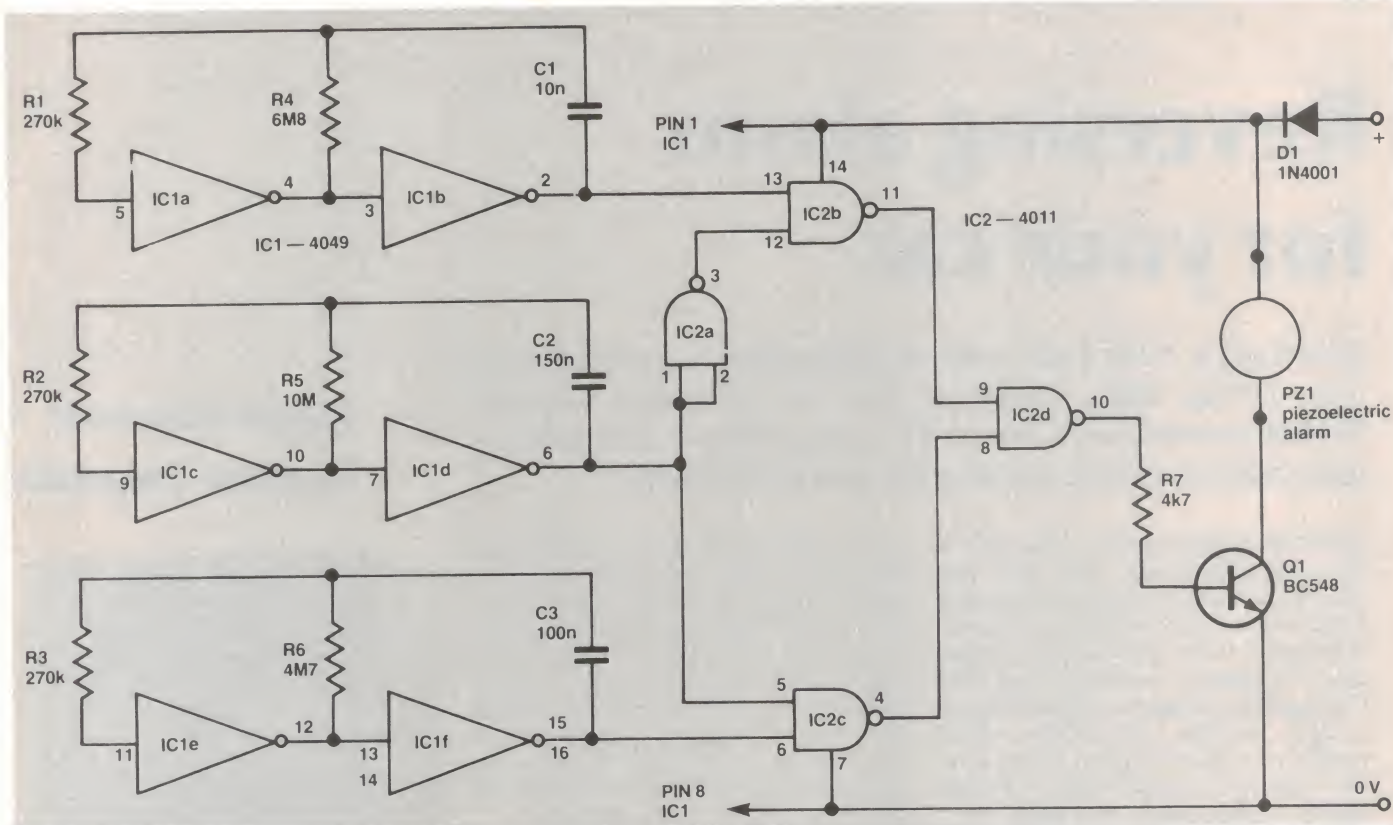 R1
270k
R4
6M8
C1
10n
5
IC1a
4
3
IC1b
2
IC1 — 4049
PIN 1
IC1
14
13
12
IC2b
11
IC2 — 4011
D1
1N4001
+
R2
270k
R5
10M
C2
150n
3
IC2a
1
2
9
IC1c
10
7
IC1d
6
9
8
IC2d
10
PZ1
piezoelectric
alarm
R7
4k7
Q1
BC548
R3
270k
R6
4M7
C3
100n
11
IC1e
12
13
14
IC1f
15
16
5
6
IC2c
4
7
PIN 8
IC1
0 V